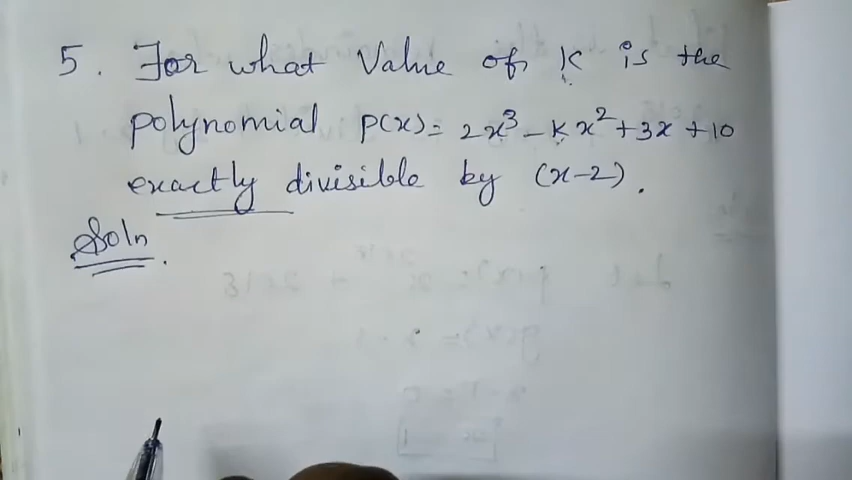 5. For what Value of K is the
polynomial p(x) = 2x³ - Kx² + 3x + 10
exactly divisible by (x-2).
Soln.